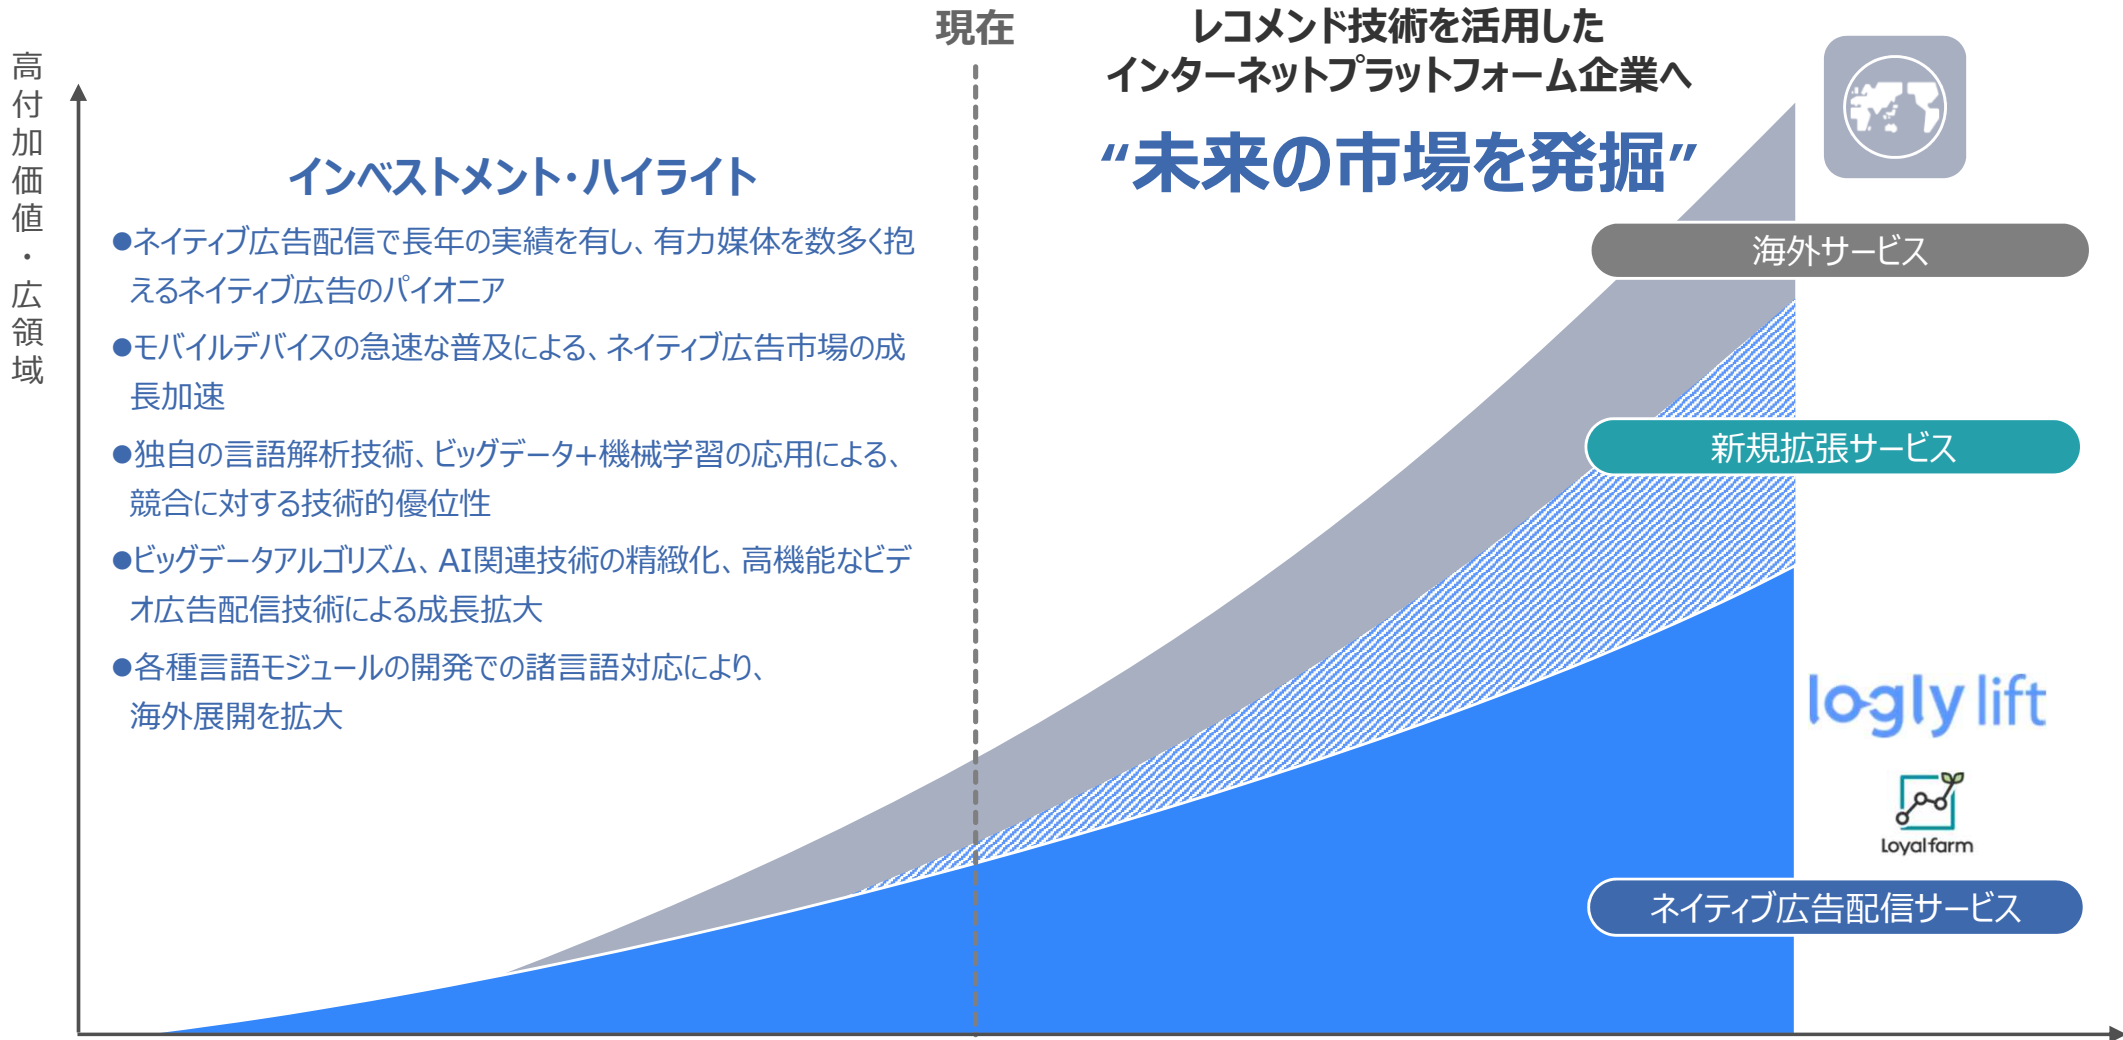 現在
レコメンド技術を活用した
インターネットプラットフォーム企業へ
“未来の市場を発掘”
高付加価値・広領域
インベストメント・ハイライト
●ネイティブ広告配信で長年の実績を有し、有力媒体を数多く抱
えるネイティブ広告のパイオニア
●モバイルデバイスの急速な普及による、ネイティブ広告市場の成
長加速
●独自の言語解析技術、ビッグデータ+機械学習の応用による、
競合に対する技術的優位性
●ビッグデータアルゴリズム、AI関連技術の精緻化、高機能なビデ
オ広告配信技術による成長拡大
●各種言語モジュールの開発での諸言語対応により、
海外展開を拡大
海外サービス
新規拡張サービス
logly lift
Loyalfarm
ネイティブ広告配信サービス